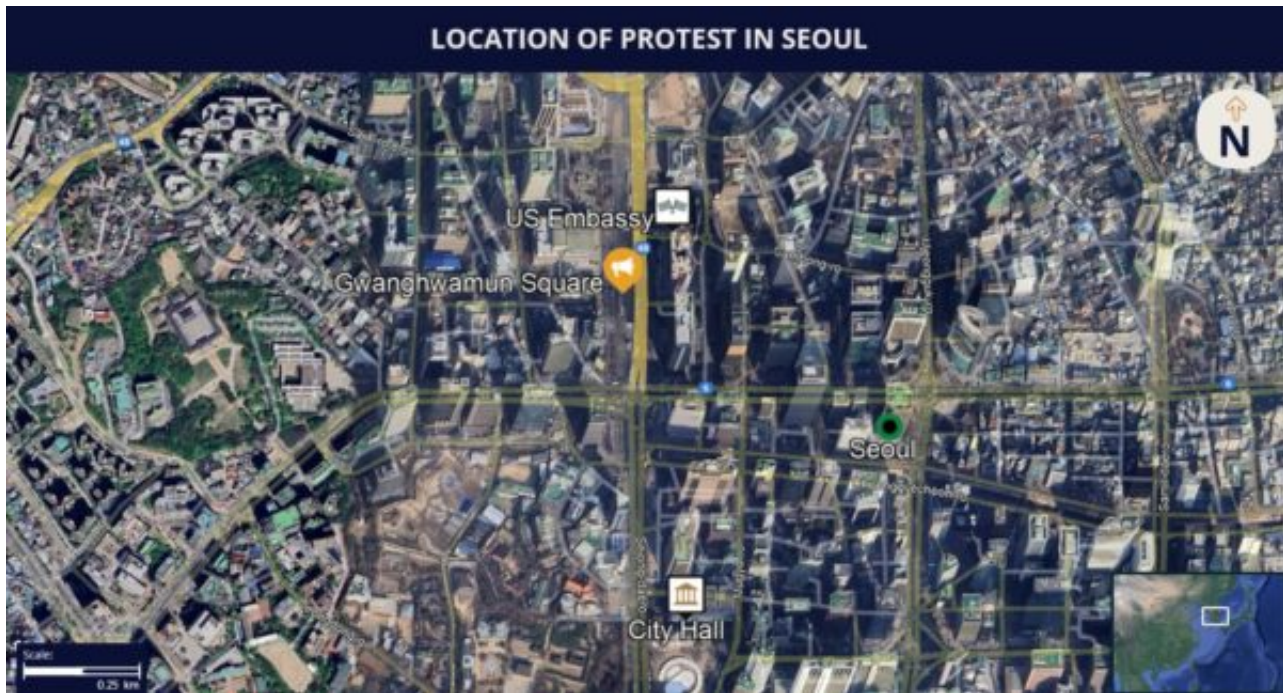 LOCATION OF PROTEST IN SEOUL
N
US Embassy
Gwanghwamun Square
Seoul
City Hall
Scale:
0.25 km